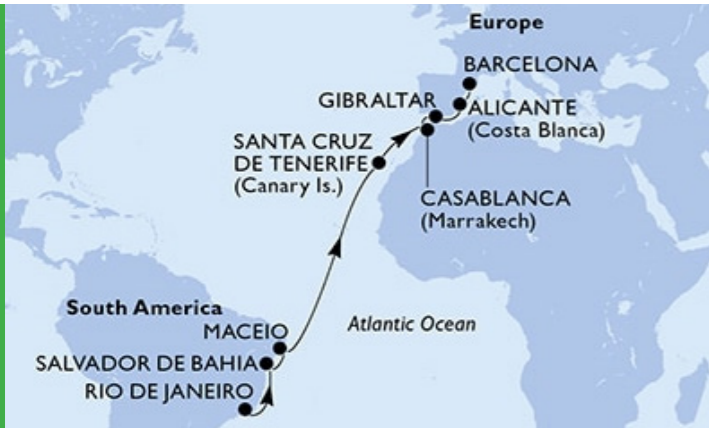 Europe
BARCELONA
GIBRALTAR
ALICANTE
(Costa Blanca)
SANTA CRUZ
DE TENERIFE
(Canary Is.)
CASABLANCA
(Marrakech)
South America
MACEIO
Atlantic Ocean
SALVADOR DE BAHIA
RIO DE JANEIRO